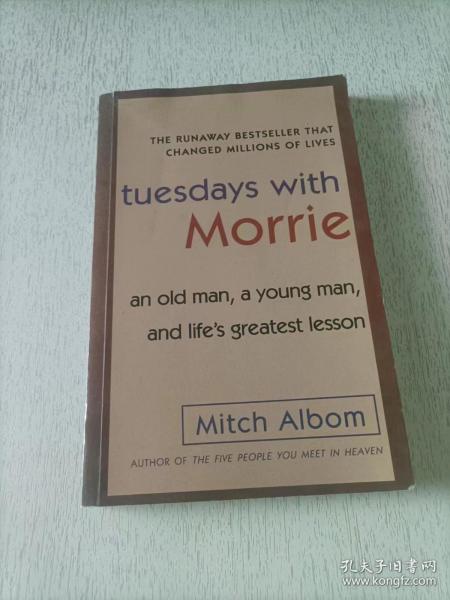 THE RUNAWAY BESTSELLER THAT
CHANGED MILLIONS OF LIVES
tuesdays with
Morrie
an old man, a young man,
and life's greatest lesson
Mitch Albom
AUTHOR OF THE FIVE PEOPLE YOU MEET IN HEAVEN
孔夫子旧书网
www.kongfz.com